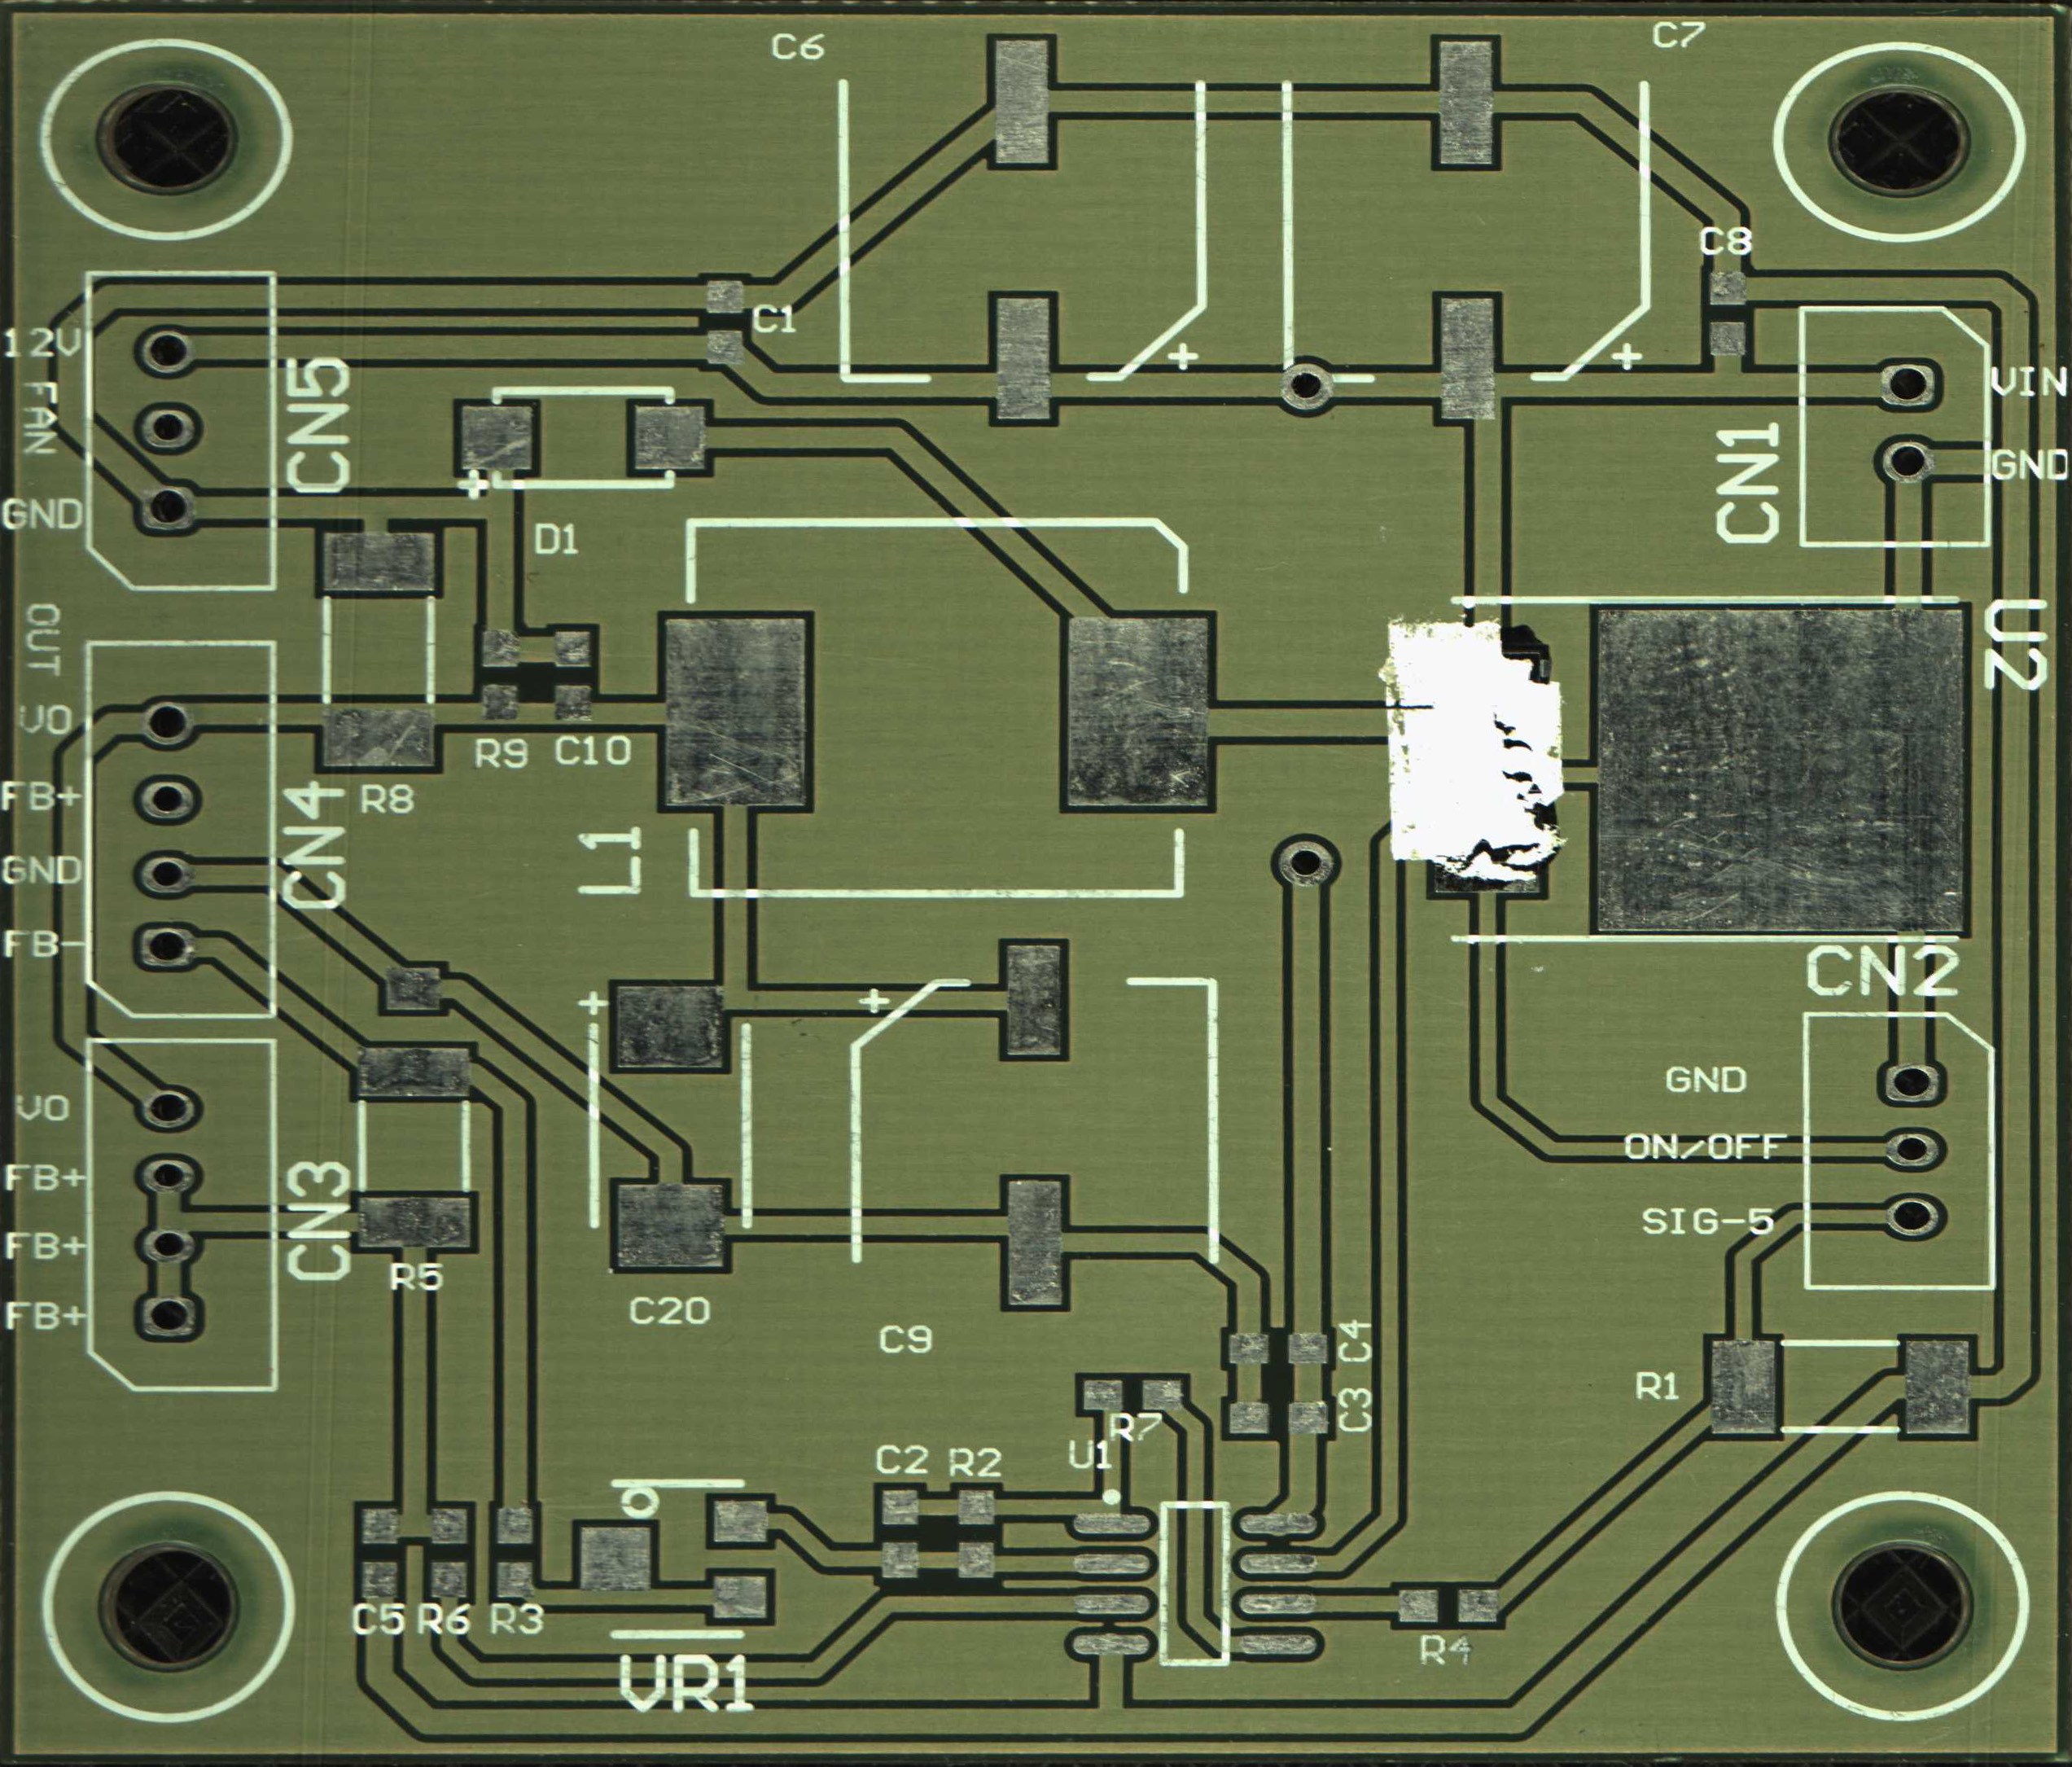 C6
C7
C8
C1
12V
FAN
GND
CN5
+
+
VIN
GND
CN1
+
D1
U2
OUT
VO
R9
C10
FB+
R8
CN4
L1
GND
FB-
CN2
+
+
GND
VO
ON/OFF
FB+
CN3
SIG-5
FB+
R5
FB+
C20
C9
C4
C3
R1
R7
U1
C2
R2
C5
R6
R3
R4
VR1